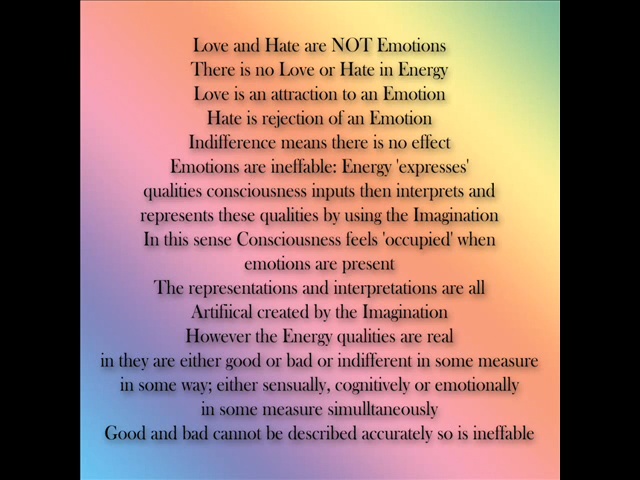 Love and Hate are NOT Emotions
There is no Love or Hate in Energy
Love is an attraction to an Emotion
Hate is rejection of an Emotion
Indifference means there is no effect
Emotions are ineffable: Energy 'expresses'
qualities consciousness inputs then interprets and
represents these qualities by using the Imagination
In this sense Consciousness feels 'occupied' when
emotions are present
The representations and interpretations are all
Artifiical created by the Imagination
However the Energy qualities are real
in they are either good or bad or indifferent in some measure
in some way; either sensually, cognitively or emotionally
in some measure simulltaneously
Good and bad cannot be described accurately so is ineffable